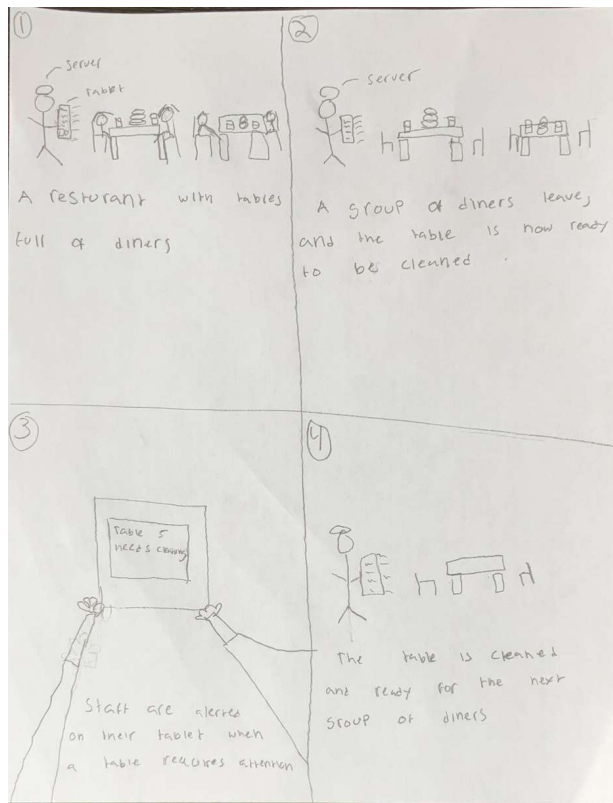 1
server
tablet
A resturant with tables
full of diners
2
server
A group of diners leave,
and the table is now ready
to be cleaned.
3
Table 5
needs cleaning
Staff are alerted
on their tablet when
a table requires attention
4
The table is cleaned
and ready for the next
group of diners